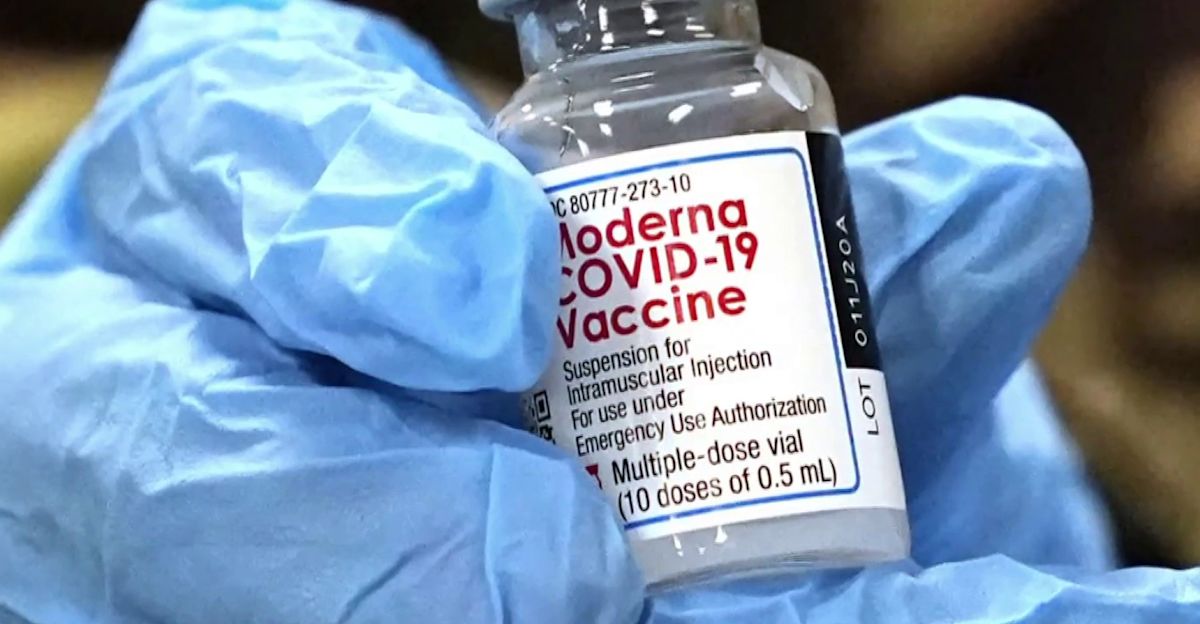 80777-273-10
Moderna
COVID-19
Vaccine
Suspension for
Intramuscular Injection
For use under
Emergency Use Authorization
Multiple-dose vial
(10 doses of 0.5 mL)
LOT 011J20A